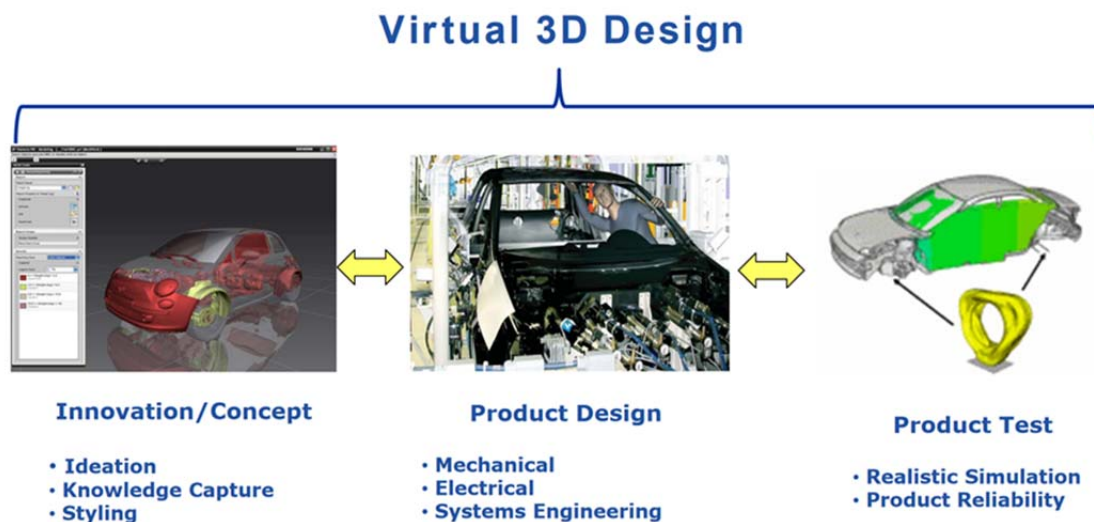 Virtual 3D Design
Innovation/Concept
• Ideation
• Knowledge Capture
• Styling
Product Design
• Mechanical
• Electrical
• Systems Engineering
Product Test
• Realistic Simulation
• Product Reliability